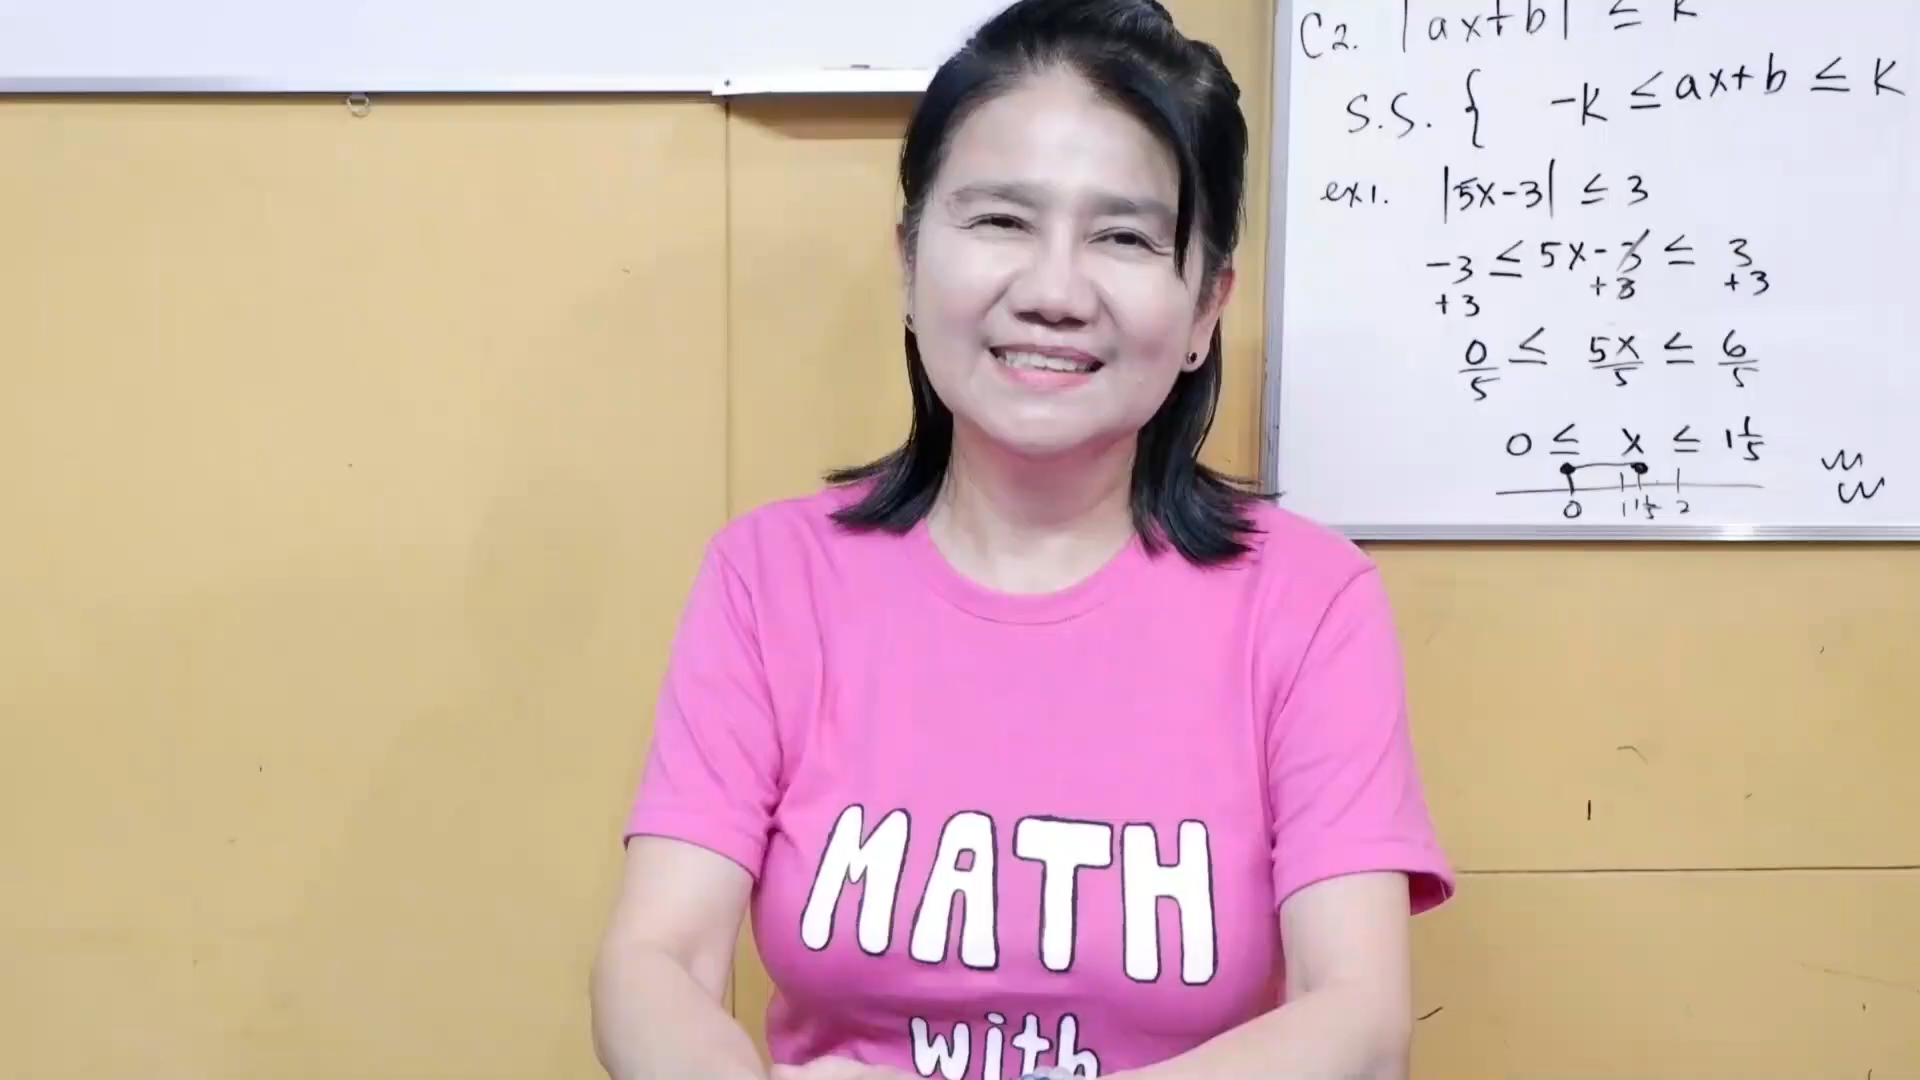 C2. |ax+b| ≤ K
S.S. { -K ≤ ax+b ≤ K
ex1. |5x-3| ≤ 3
-3 ≤ 5x-3 ≤ 3
+3 +3 +3
0/5 ≤ 5x/5 ≤ 6/5
0 ≤ x ≤ 1 1/5
0 1 1 1/5 2
MATH
with